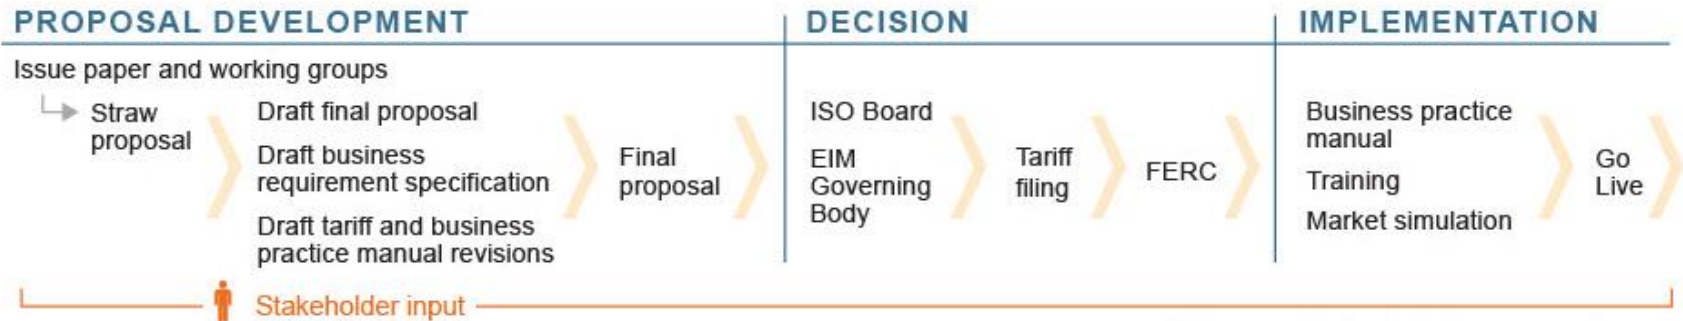 PROPOSAL DEVELOPMENT
Issue paper and working groups
Straw
proposal
Draft final proposal
Draft business
requirement specification
Draft tariff and business
practice manual revisions
Final
proposal
DECISION
ISO Board
EIM
Governing
Body
Tariff
filing
FERC
IMPLEMENTATION
Business practice
manual
Training
Market simulation
Go
Live
Stakeholder input